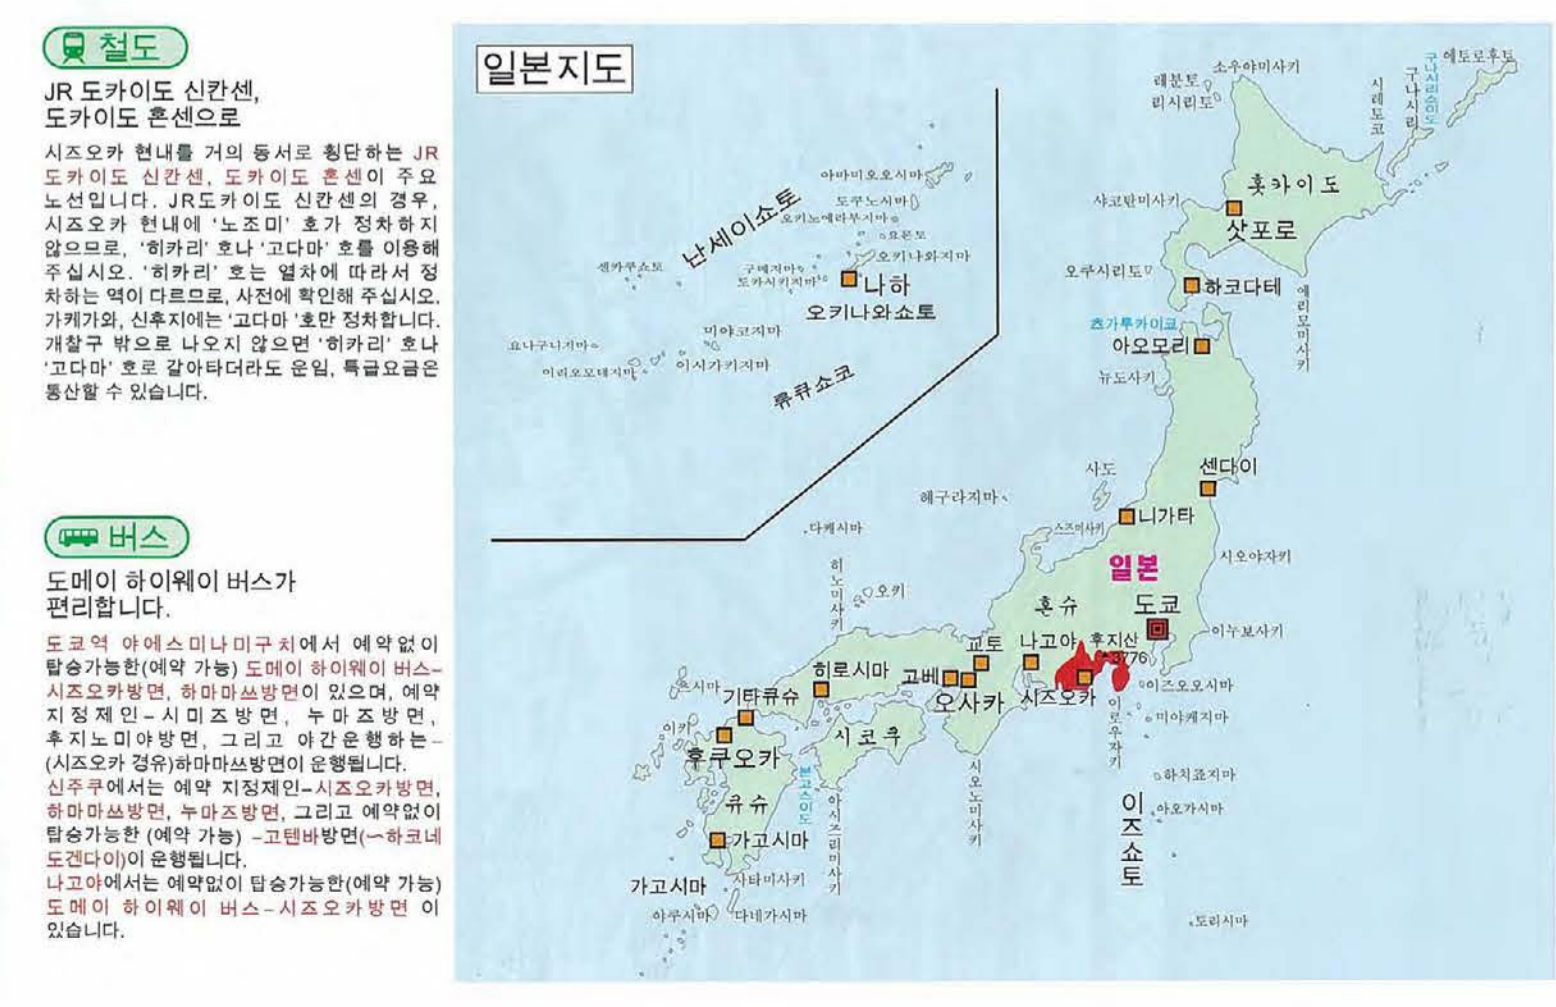 철도
JR 도카이도 신칸센,
도카이도 혼센으로
시즈오카 현내를 거의 동서로 횡단하는 JR
도카이도 신칸센, 도카이도 혼센이 주요
노선입니다. JR도카이도 신칸센의 경우,
시즈오카 현내에 '노조미' 호가 정차하지
않으므로, '히카리' 호나 '고다마' 호를 이용해
주십시오. '히카리' 호는 열차에 따라서 정
차하는 역이 다르므로, 사전에 확인해 주십시오.
가케가와, 신후지에는 '고다마 '호만 정차합니다.
개찰구 밖으로 나오지 않으면 '히카리' 호나
'고다마' 호로 갈아타더라도 운임, 특급요금은
통산할 수 있습니다.
버스
도메이 하이웨이 버스가
편리합니다.
도쿄역 야에스미나미구치에서 예약없이
탑승가능한(예약 가능) 도메이 하이웨이 버스–
시즈오카방면, 하마마쓰방면이 있으며, 예약
지정제인–시미즈방면, 누마즈방면,
후지노미야방면, 그리고 야간운행하는–
(시즈오카 경유)하마마쓰방면이 운행됩니다.
신주쿠에서는 예약 지정제인–시즈오카방면,
하마마쓰방면, 누마즈방면, 그리고 예약없이
탑승가능한 (예약 가능) –고텐바방면(∽하코네
도겐다이)이 운행됩니다.
나고야에서는 예약없이 탑승가능한(예약 가능)
도메이 하이웨이 버스–시즈오카방면 이
있습니다.
일본지도
소우야미사키
레분토
리시리토
시레토코
구나시리
구나시리스이도
에토로후토
홋카이도
샤코탄미사키
삿포로
오쿠시리토
하코다테
에리모미사키
츠가루카이쿄
아오모리
뉴도사키
아마미오오시마
도쿠노시마
오키노에라부지마
요론토
오키나와지마
난세이쇼토
센카쿠쇼토
구메지마
도카시키지마
나하
오키나와쇼토
미야코지마
요나구니지마
이리오모테지마
이시가키지마
류큐쇼코
센다이
사도
헤구라지마
니가타
스즈미사키
다케시마
일본
시오야자키
히노미사키
오키
혼슈
도쿄
이누보사키
교토
나고야
후지산
3776
히로시마
고베
오사카
시즈오카
이즈오오시마
쓰시마
기타큐슈
이키
시코쿠
이로우자키
미야케지마
후쿠오카
분고스이도
시오노미사키
하치죠지마
큐슈
아시즈리미사키
이즈쇼토
아오가시마
가고시마
가고시마
사타미사키
야쿠시마
다네가시마
토리시마